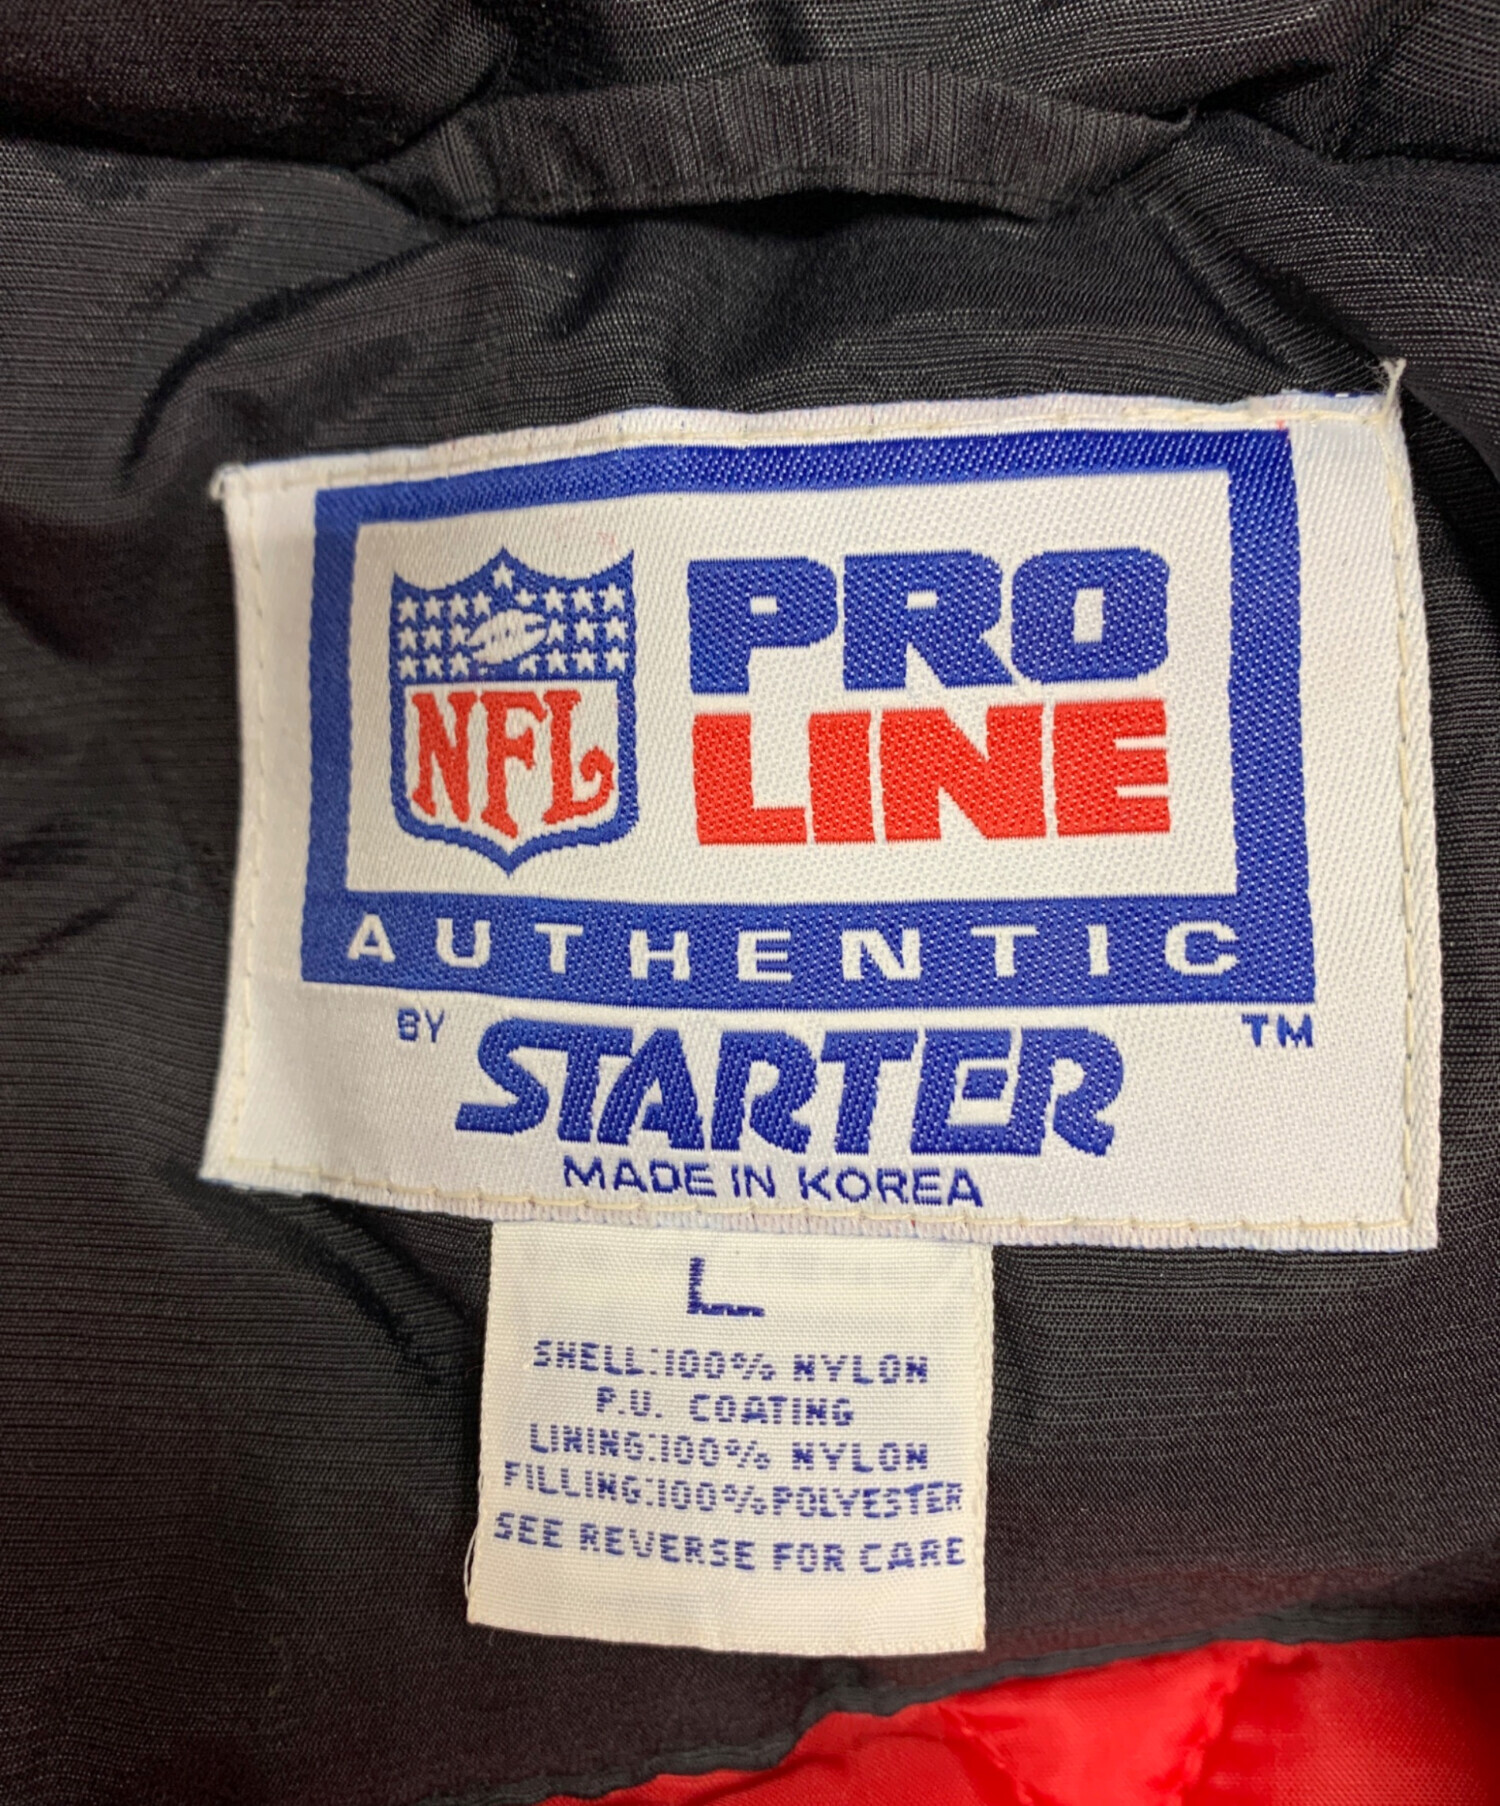 NFL
PRO
LINE
AUTHENTIC
BY STARTER TM
MADE IN KOREA
L
SHELL:100% NYLON
P.U. COATING
LINING:100% NYLON
FILLING:100%POLYESTER
SEE REVERSE FOR CARE